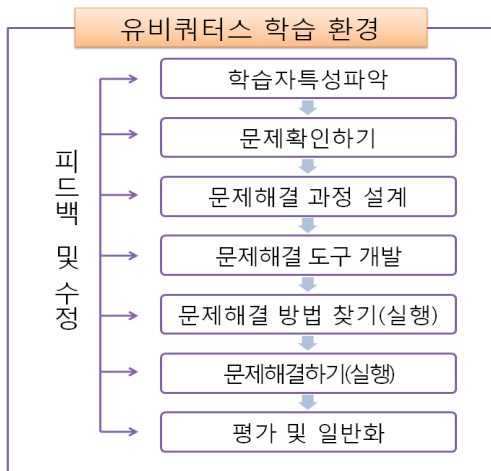 유비쿼터스 학습 환경
학습자특성파악
문제확인하기
문제해결 과정 설계
문제해결 도구 개발
문제해결 방법 찾기(실행)
문제해결하기(실행)
평가 및 일반화
피드백 및 수정